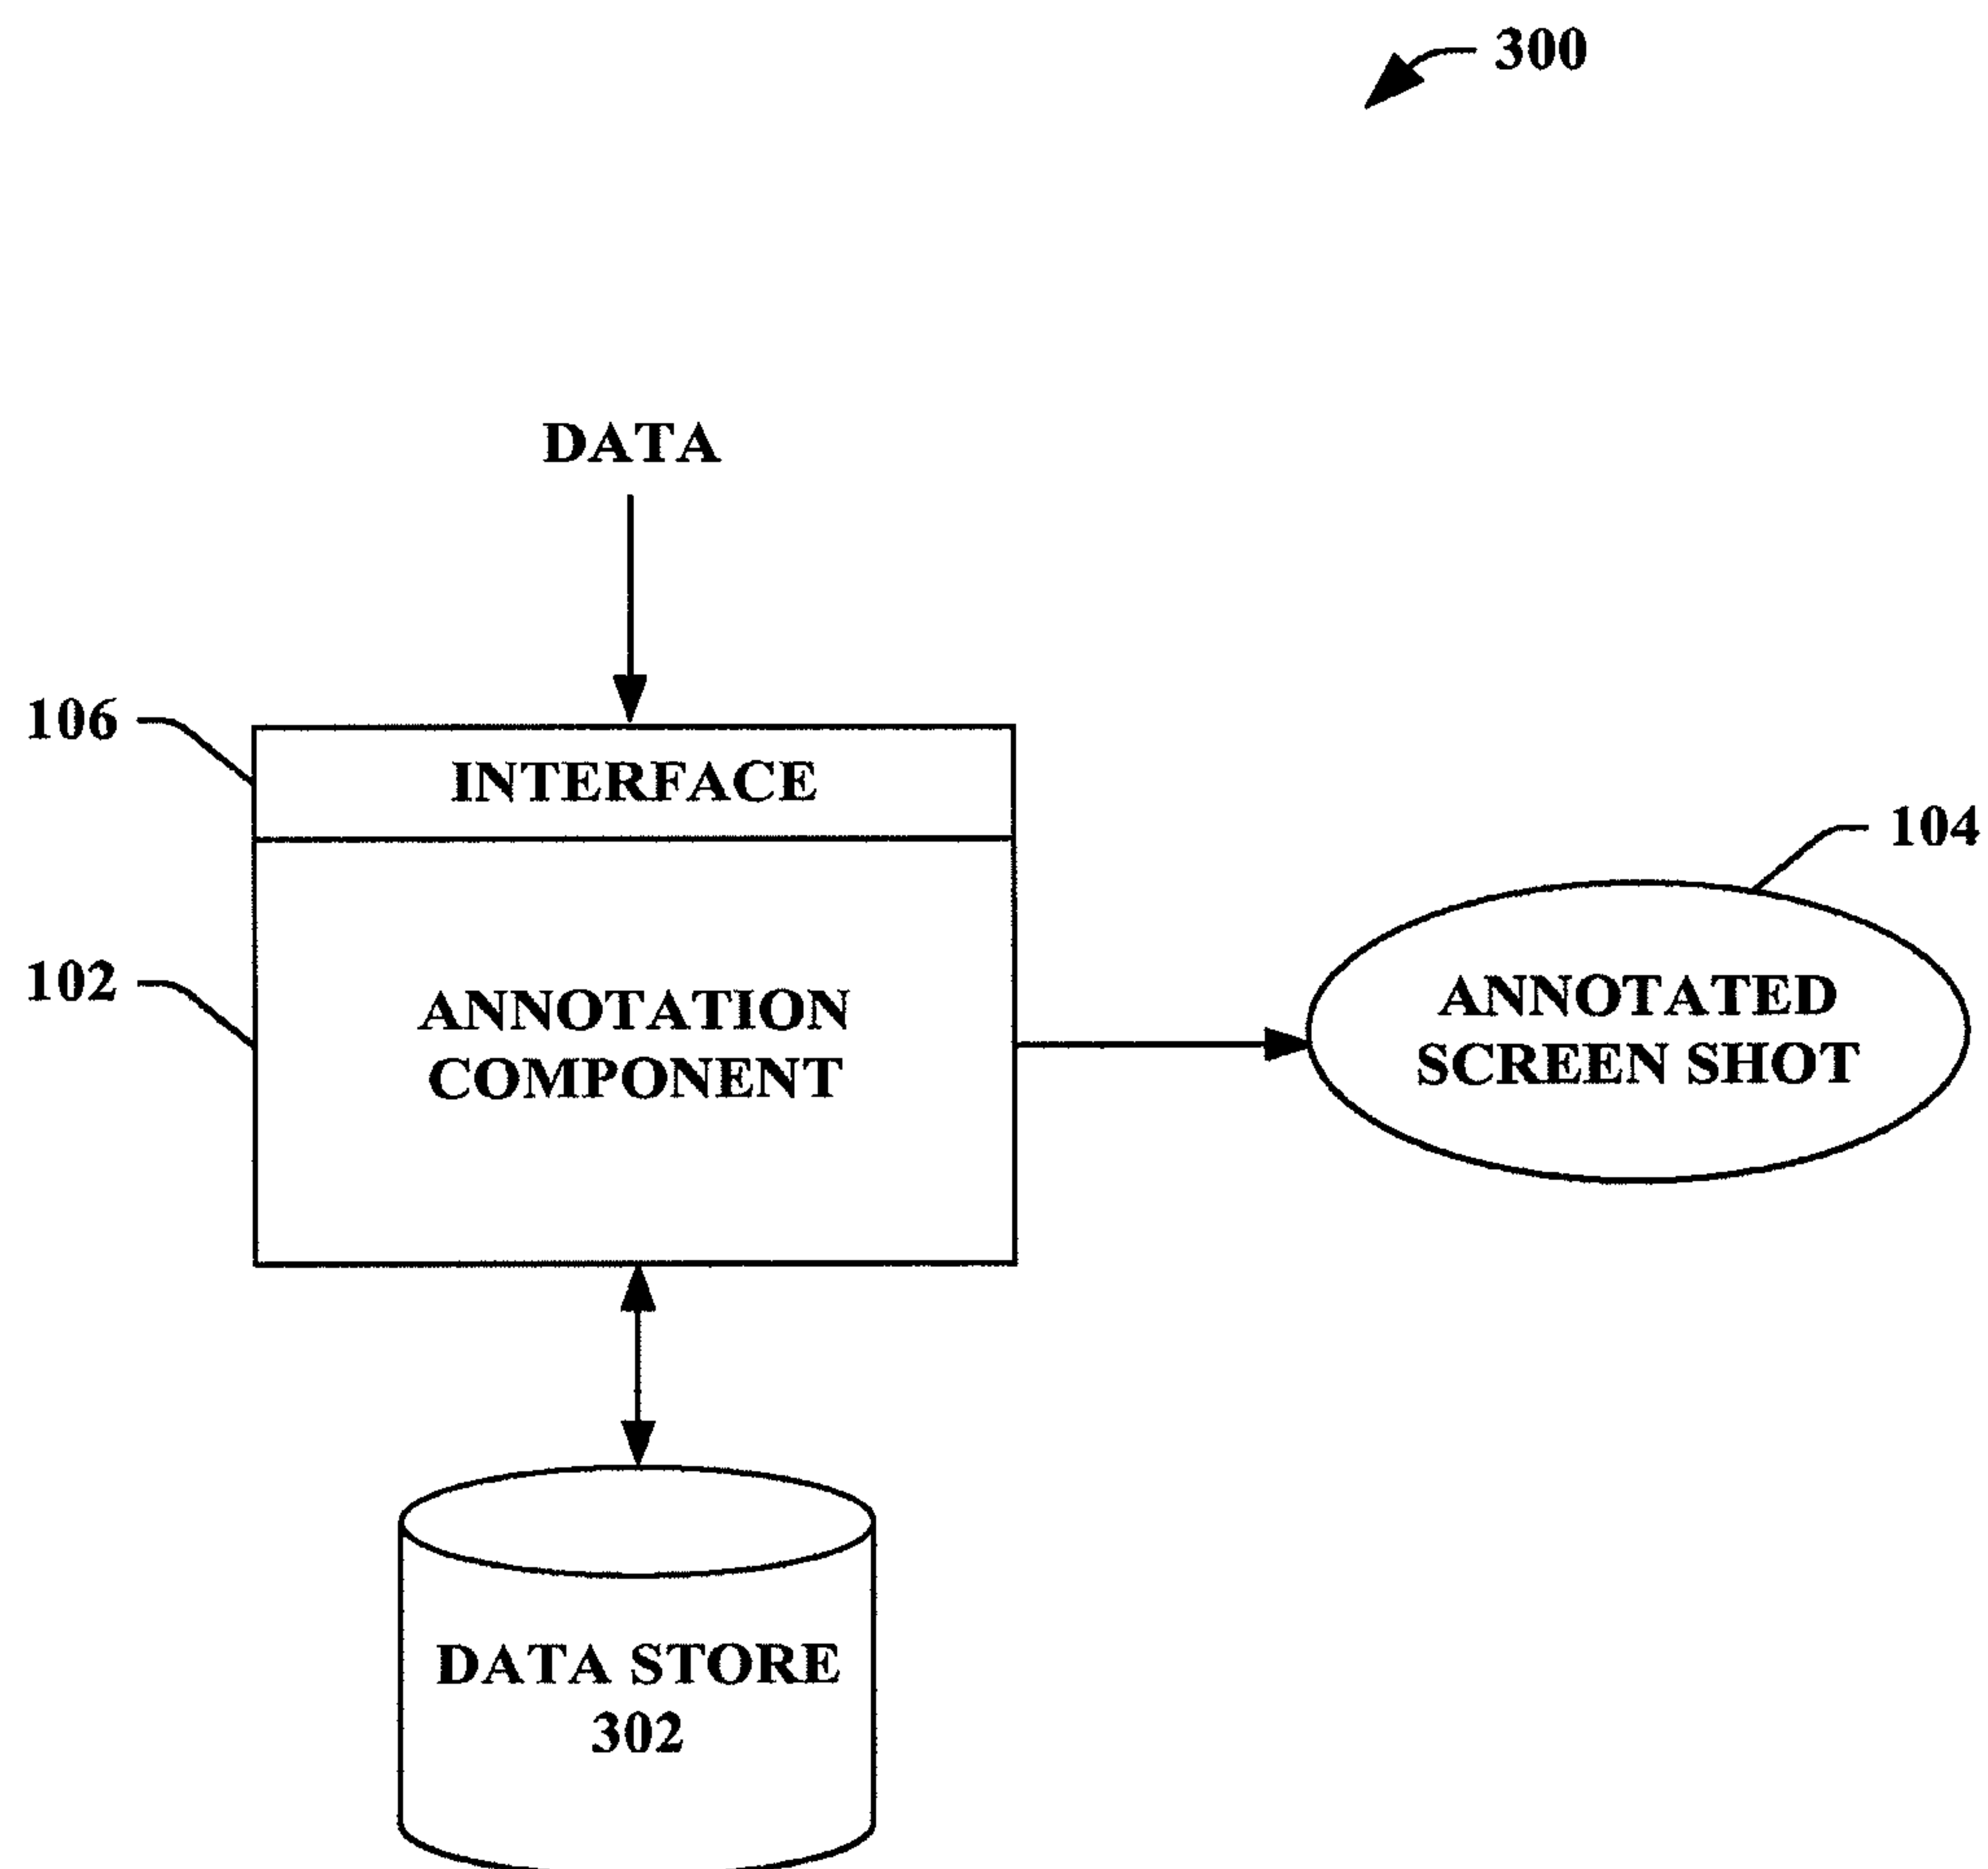 300
DATA
106
INTERFACE
104
102
ANNOTATION
COMPONENT
ANNOTATED
SCREEN SHOT
DATA STORE
302